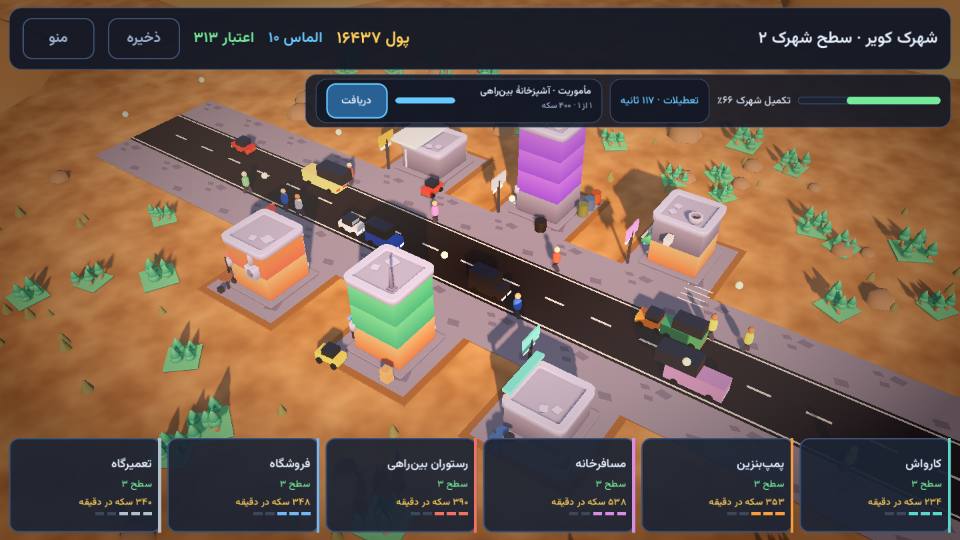 شهرک کویر · سطح شهرک ۲
پول ۱۶۴۳۷
الماس ۱۰
اعتبار ۳۱۳
ذخیره
منو
تکمیل شهرک ۶۶٪
تعطیلات · ۱۱۷ ثانیه
مأموریت · آشپزخانهٔ بین‌راهی
۱ از ۱ · ۴۰۰ سکه
دریافت
کارواش
سطح ۳
۲۳۴ سکه در دقیقه
پمپ‌بنزین
سطح ۳
۳۵۳ سکه در دقیقه
مسافرخانه
سطح ۳
۵۳۸ سکه در دقیقه
رستوران بین‌راهی
سطح ۳
۳۹۰ سکه در دقیقه
فروشگاه
سطح ۳
۳۴۸ سکه در دقیقه
تعمیرگاه
سطح ۳
۳۴۰ سکه در دقیقه